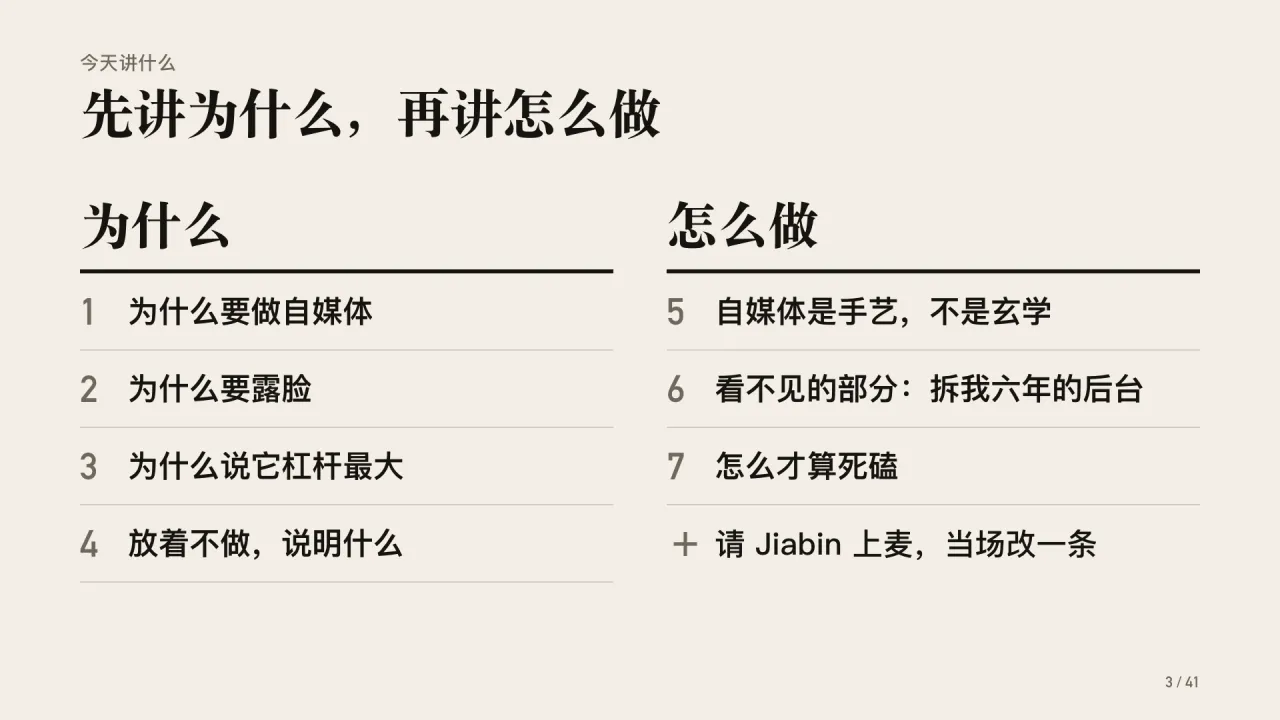 今天讲什么
先讲为什么，再讲怎么做
为什么
1 为什么要做自媒体
2 为什么要露脸
3 为什么说它杠杆最大
4 放着不做，说明什么
怎么做
5 自媒体是手艺，不是玄学
6 看不见的部分：拆我六年的后台
7 怎么才算死磕
＋ 请 Jiabin 上麦，当场改一条
3 / 41